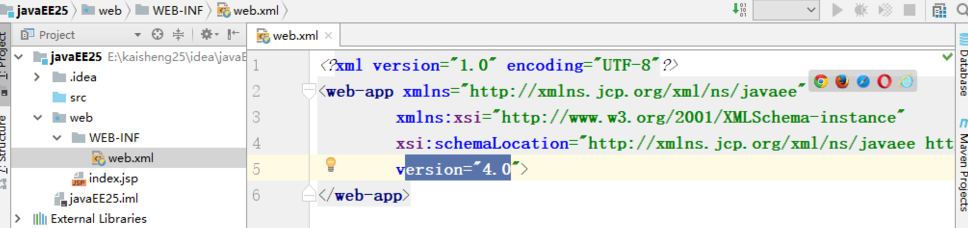 javaEE25 web WEB-INF web.xml
Project
web.xml
javaEE25 E:\kaisheng25\idea\javaE
.idea
src
web
WEB-INF
web.xml
index.jsp
javaEE25.iml
External Libraries
1 <?xml version="1.0" encoding="UTF-8"?>
2 <web-app xmlns="http://xmlns.jcp.org/xml/ns/javaee"
3 xmlns:xsi="http://www.w3.org/2001/XMLSchema-instance"
4 xsi:schemaLocation="http://xmlns.jcp.org/xml/ns/javaee htt
5 version="4.0">
6 </web-app>
1: Project
Z: Structure
Database
Maven Projects